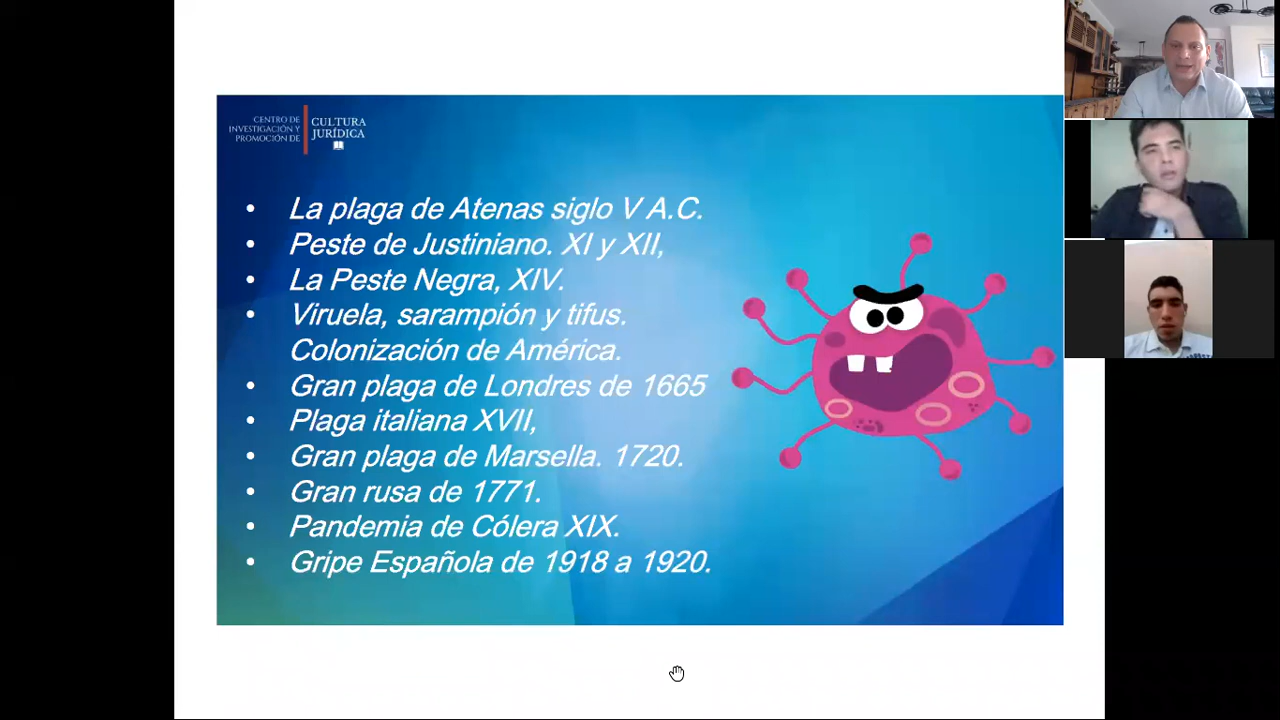 CENTRO DE
INVESTIGACIÓN Y
PROMOCIÓN DE
CULTURA
JURÍDICA
• La plaga de Atenas siglo V A.C.
• Peste de Justiniano. XI y XII,
• La Peste Negra, XIV.
• Viruela, sarampión y tifus.
Colonización de América.
• Gran plaga de Londres de 1665
• Plaga italiana XVII,
• Gran plaga de Marsella. 1720.
• Gran rusa de 1771.
• Pandemia de Cólera XIX.
• Gripe Española de 1918 a 1920.